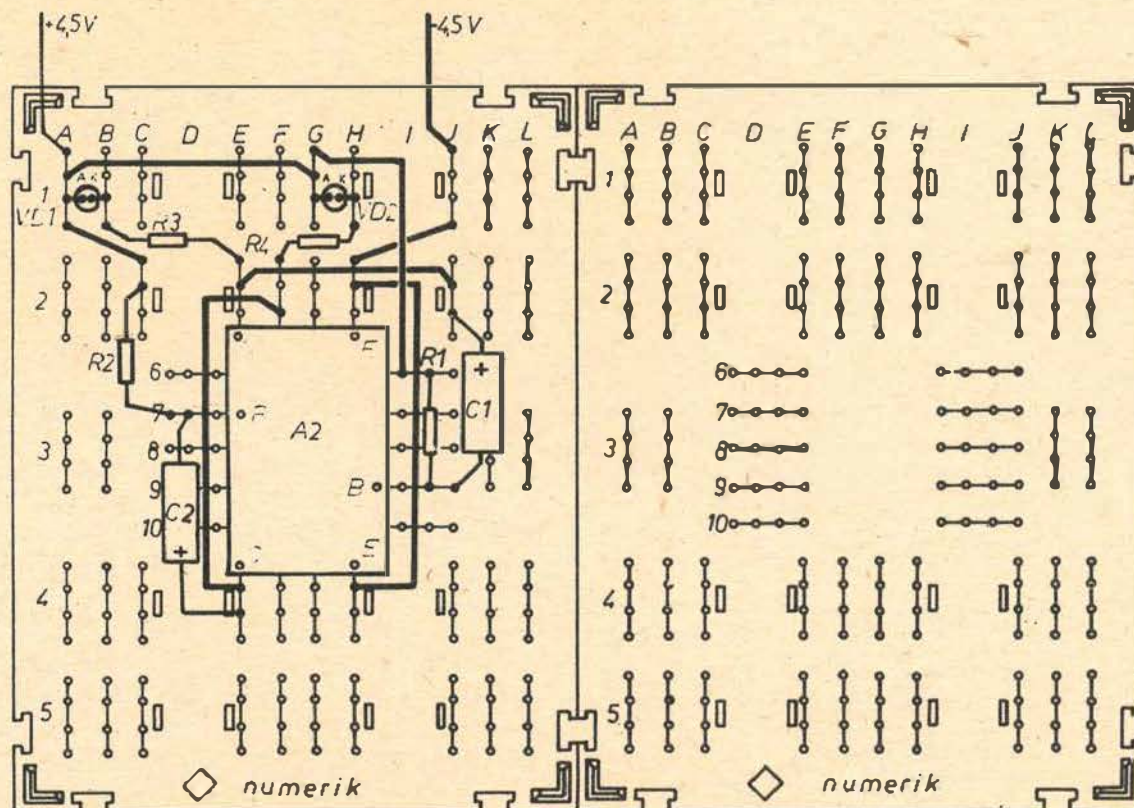 +4,5V -4,5V
A B C D E F G H I J K L A B C D E F G H I J K L
A K A K
1 1
VD1 R3 R4 VD2
2 2
R2 6 E R1 6
7 C1 7
3 8 A2 3 8
9 B 9
C2 +
10 10
+ E
4 4
5 5
numerik numerik